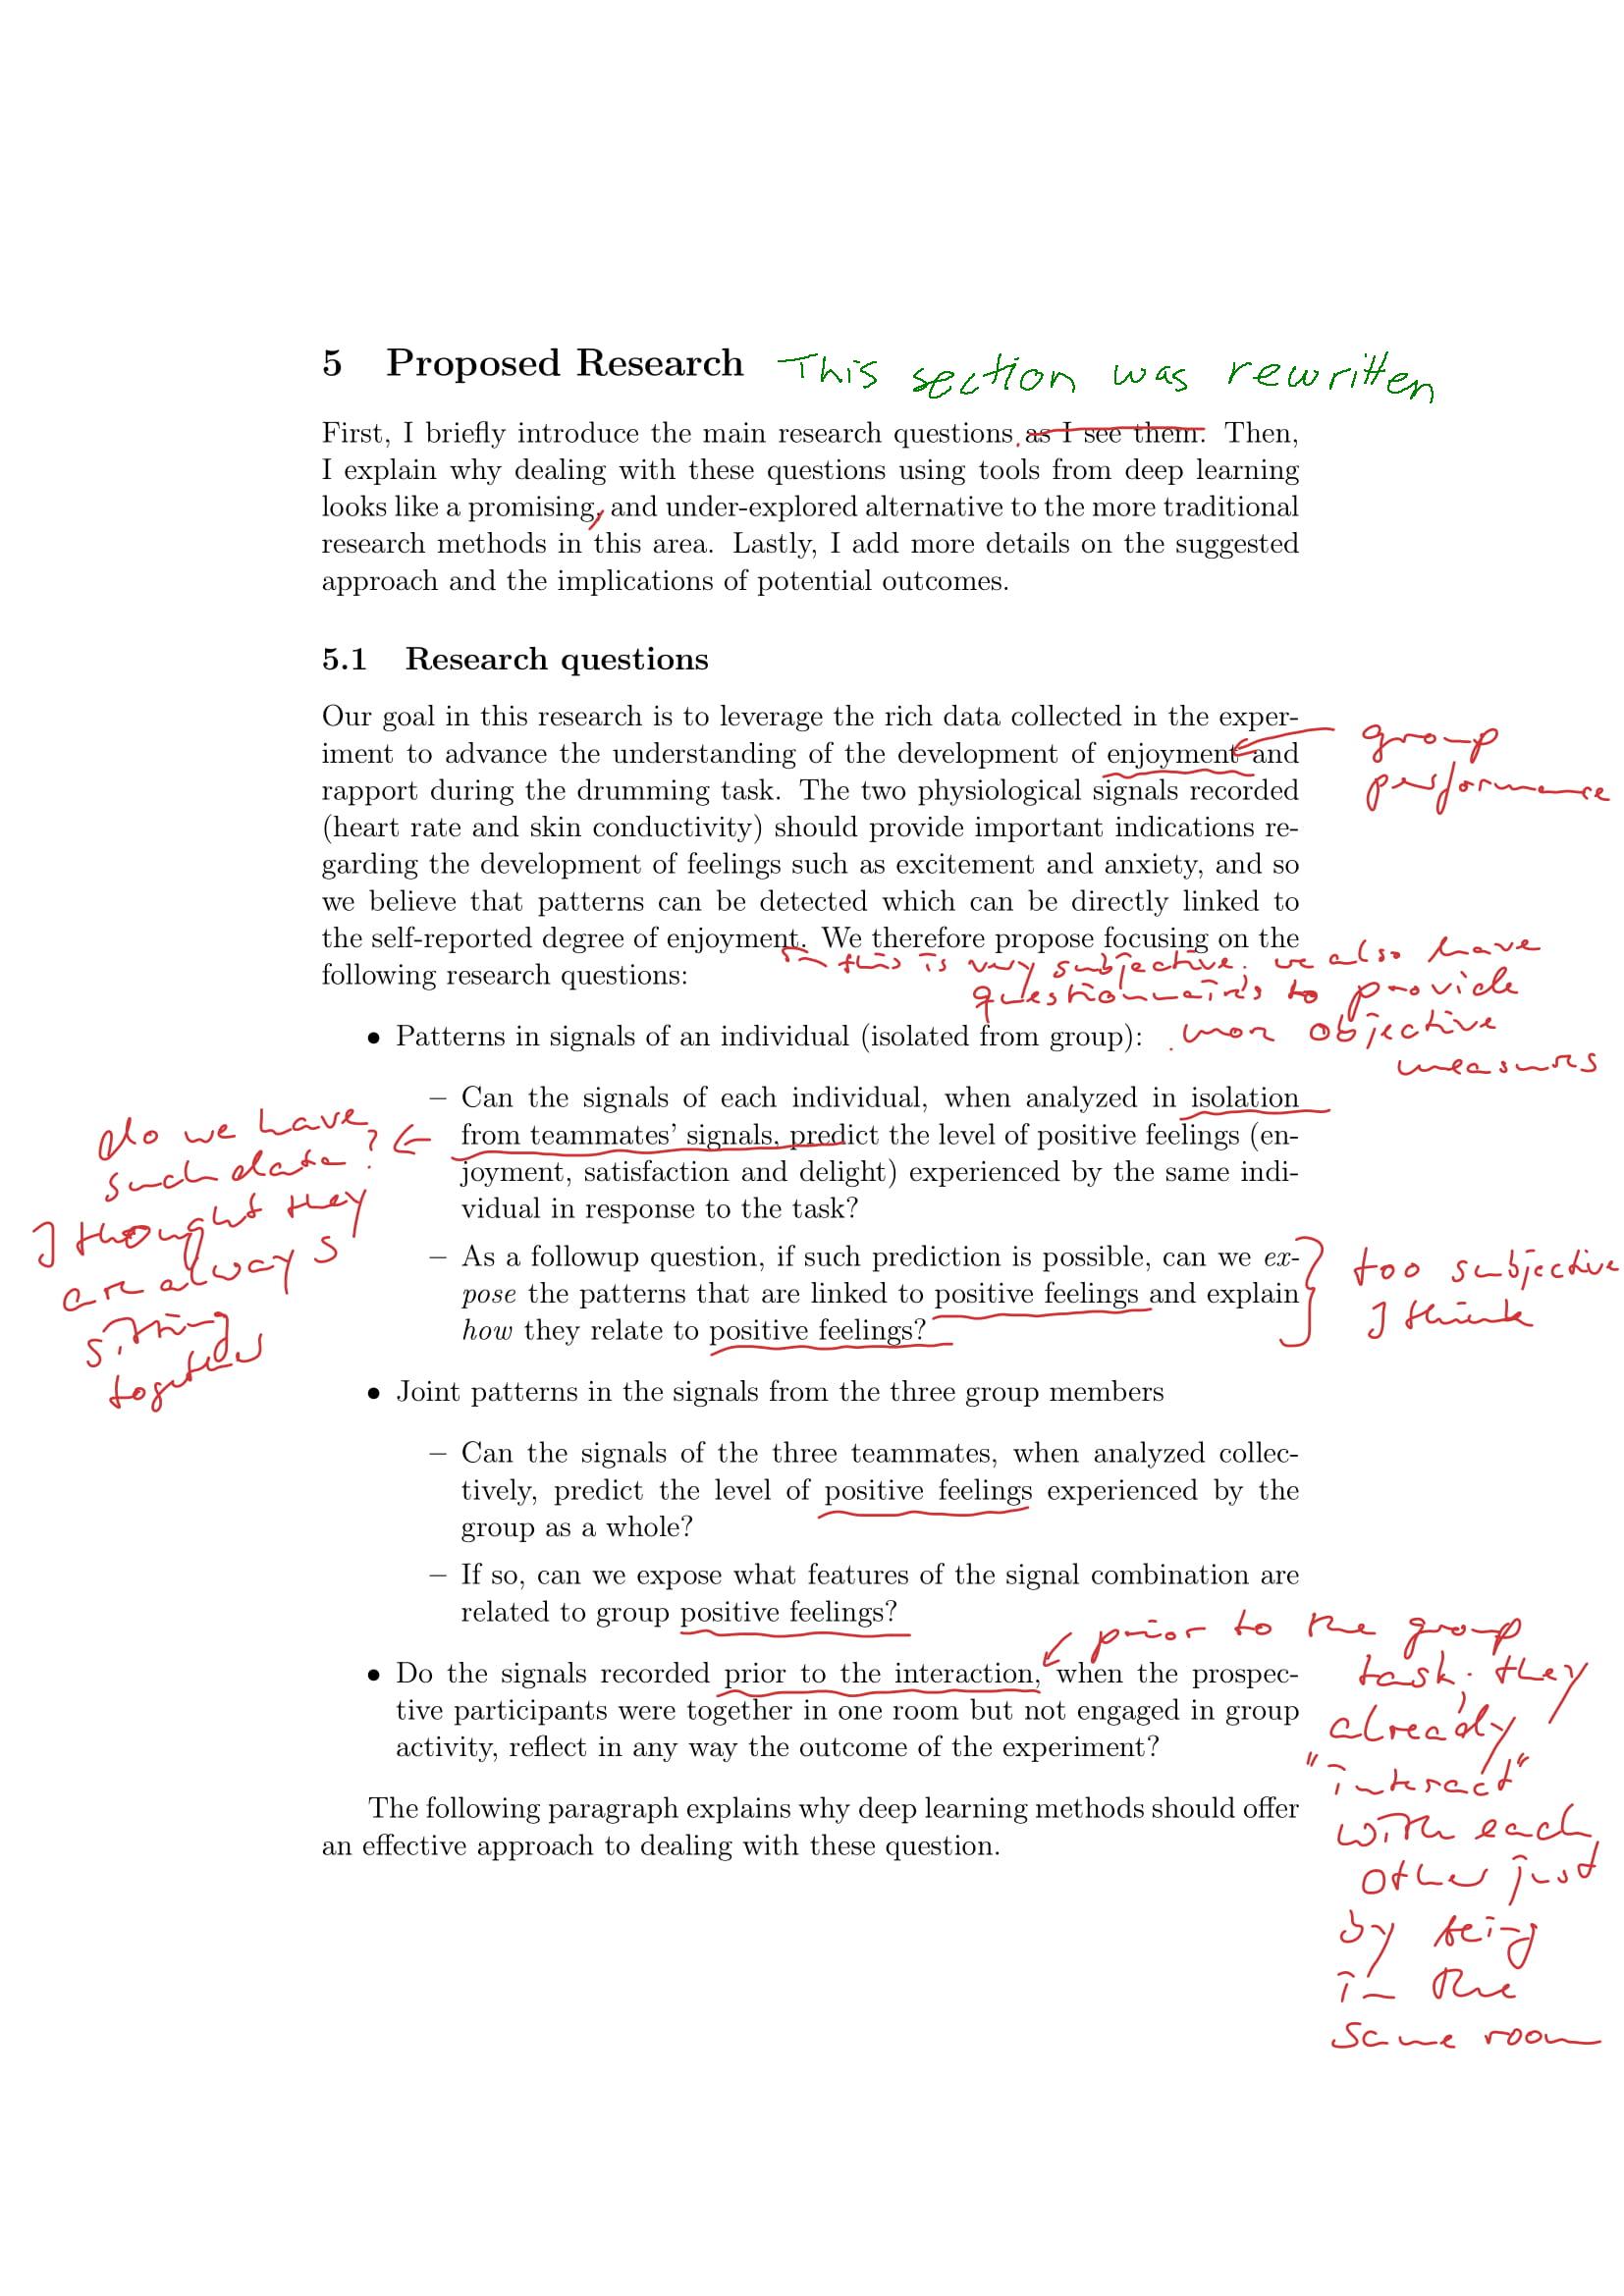 5 Proposed Research This section was rewritten
First, I briefly introduce the main research questions. as I see them. Then,
I explain why dealing with these questions using tools from deep learning
looks like a promising, and under-explored alternative to the more traditional
research methods in this area. Lastly, I add more details on the suggested
approach and the implications of potential outcomes.
5.1 Research questions
Our goal in this research is to leverage the rich data collected in the exper-
iment to advance the understanding of the development of enjoyment and
rapport during the drumming task. The two physiological signals recorded
(heart rate and skin conductivity) should provide important indications re-
garding the development of feelings such as excitement and anxiety, and so
we believe that patterns can be detected which can be directly linked to
the self-reported degree of enjoyment. We therefore propose focusing on the
following research questions:
group
performance
this is very subjective. we also have
questionnaires to provide
more objective
measures
• Patterns in signals of an individual (isolated from group):
– Can the signals of each individual, when analyzed in isolation
from teammates' signals, predict the level of positive feelings (en-
joyment, satisfaction and delight) experienced by the same indi-
vidual in response to the task?
do we have
such data?
I thought they
are always
sitting
together
– As a followup question, if such prediction is possible, can we ex-
pose the patterns that are linked to positive feelings and explain
how they relate to positive feelings?
too subjective
I think
• Joint patterns in the signals from the three group members
– Can the signals of the three teammates, when analyzed collec-
tively, predict the level of positive feelings experienced by the
group as a whole?
– If so, can we expose what features of the signal combination are
related to group positive feelings?
• Do the signals recorded prior to the interaction, when the prospec-
tive participants were together in one room but not engaged in group
activity, reflect in any way the outcome of the experiment?
prior to the group
task; they
already
"interact"
with each
other just
by being
in the
same room
The following paragraph explains why deep learning methods should offer
an effective approach to dealing with these question.